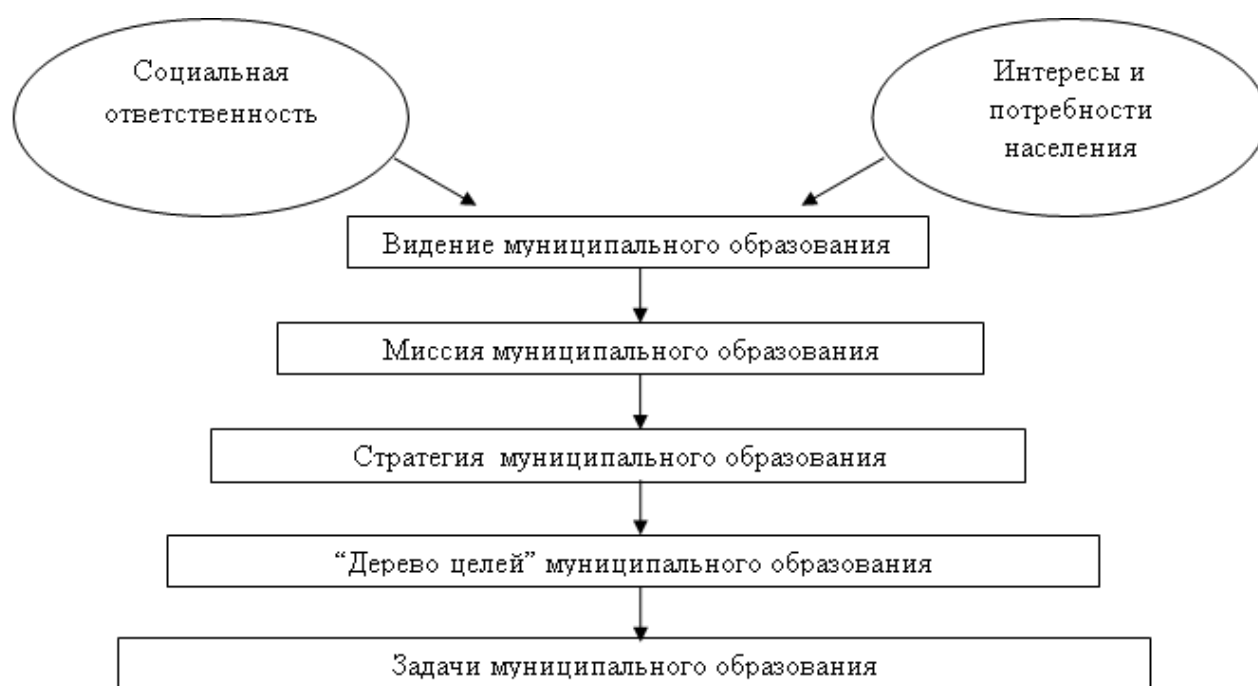 Социальная
ответственность
Интересы и
потребности
населения
Видение муниципального образования
Миссия муниципального образования
Стратегия муниципального образования
“Дерево целей” муниципального образования
Задачи муниципального образования